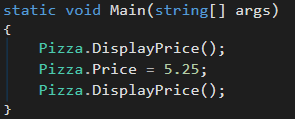 static void Main(string[] args)
{
    Pizza.DisplayPrice();
    Pizza.Price = 5.25;
    Pizza.DisplayPrice();
}